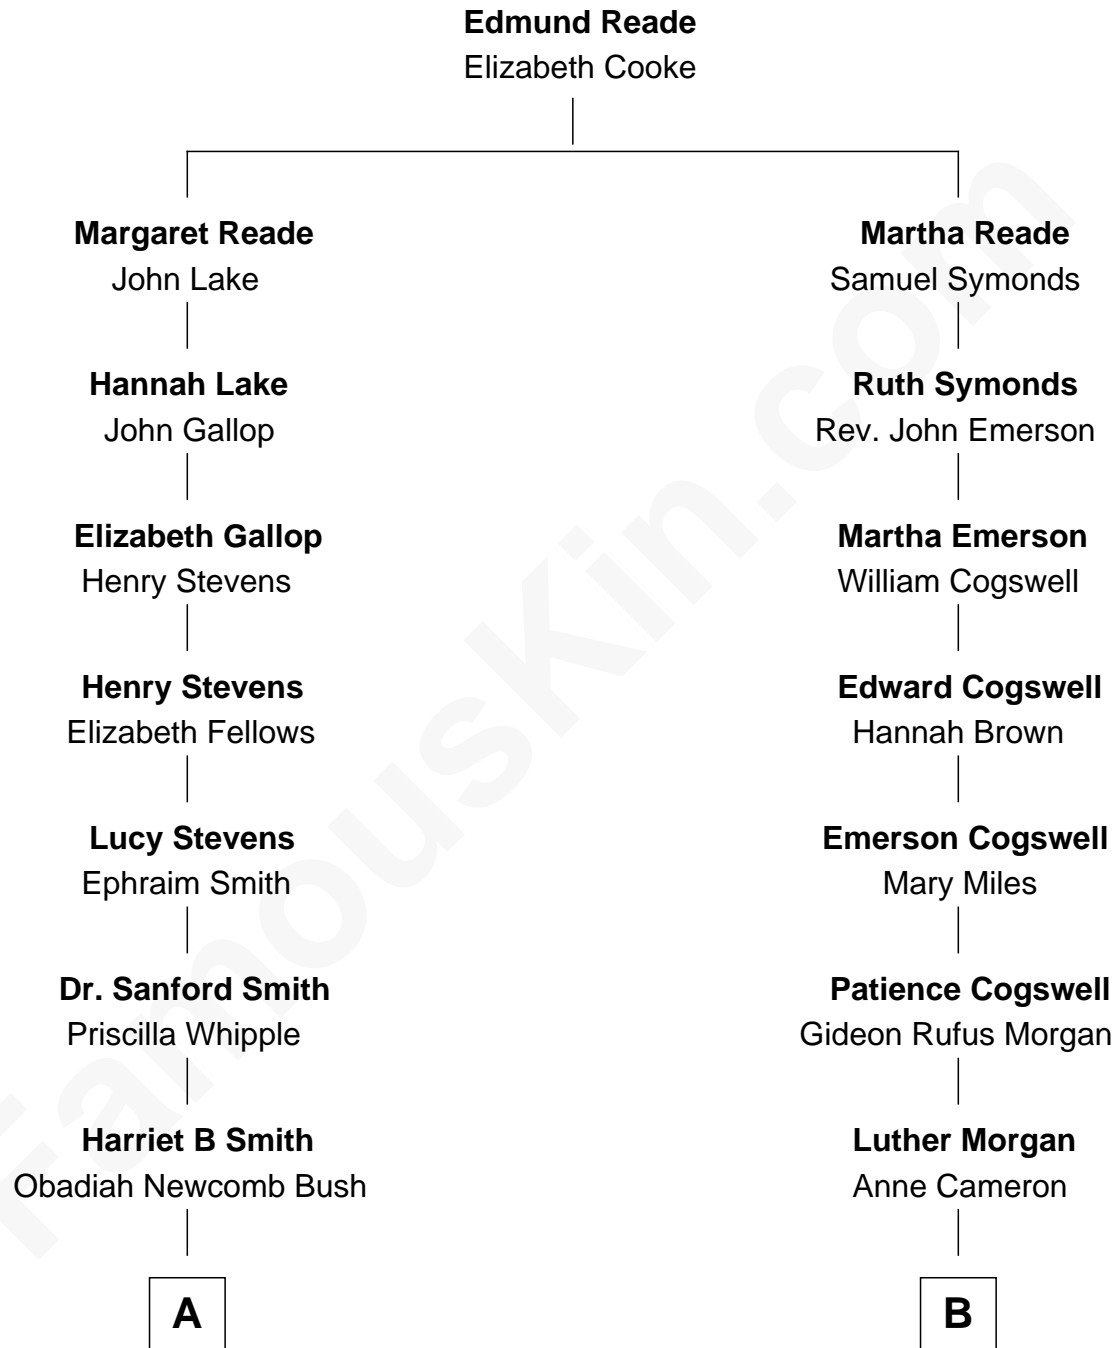 Edmund Reade
Elizabeth Cooke
Margaret Reade
John Lake
Martha Reade
Samuel Symonds
Hannah Lake
John Gallop
Ruth Symonds
Rev. John Emerson
Elizabeth Gallop
Henry Stevens
Martha Emerson
William Cogswell
Henry Stevens
Elizabeth Fellows
Edward Cogswell
Hannah Brown
Lucy Stevens
Ephraim Smith
Emerson Cogswell
Mary Miles
Dr. Sanford Smith
Priscilla Whipple
Patience Cogswell
Gideon Rufus Morgan
Harriet B Smith
Obadiah Newcomb Bush
Luther Morgan
Anne Cameron
A
B
FamousKin.com